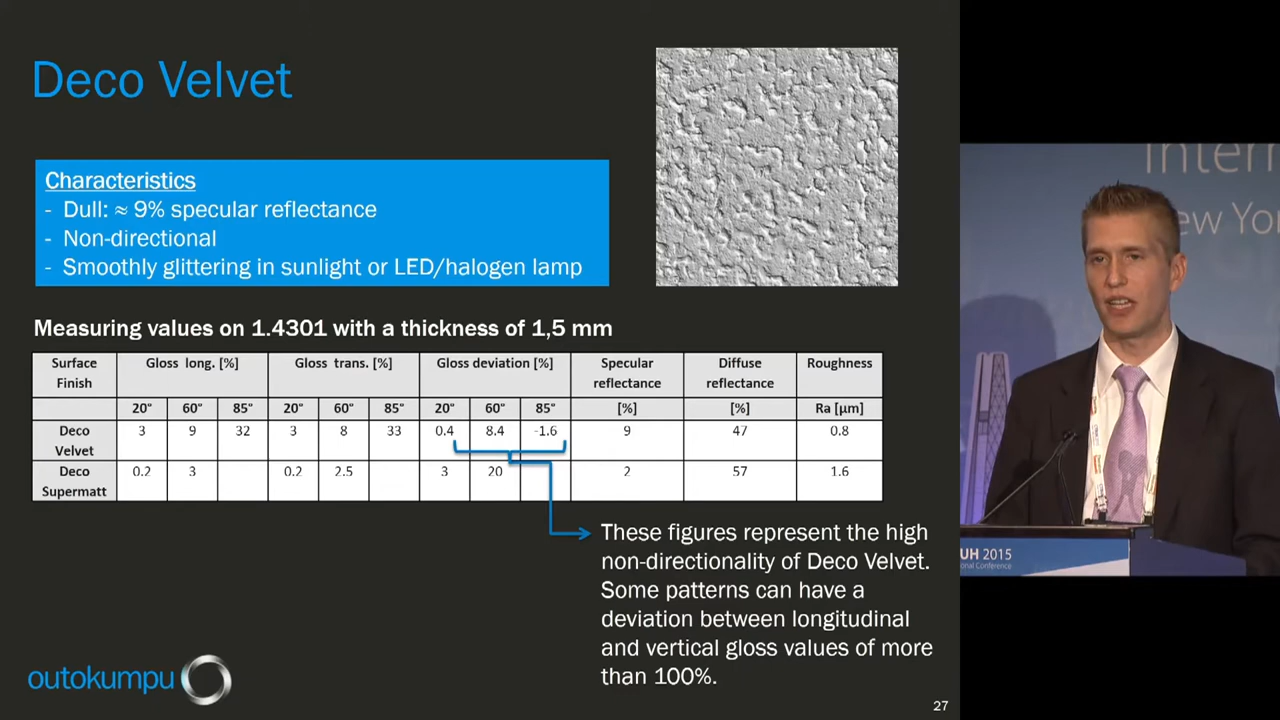 Deco Velvet
Characteristics
- Dull: ≈ 9% specular reflectance
- Non-directional
- Smoothly glittering in sunlight or LED/halogen lamp
Measuring values on 1.4301 with a thickness of 1,5 mm
Surface Finish Gloss long. [%] Gloss trans. [%] Gloss deviation [%] Specular reflectance Diffuse reflectance Roughness
20° 60° 85° 20° 60° 85° 20° 60° 85° [%] [%] Ra [µm]
Deco Velvet 3 9 32 3 8 33 0.4 8.4 -1.6 9 47 0.8
Deco Supermatt 0.2 3 0.2 2.5 3 20 2 57 1.6
These figures represent the high
non-directionality of Deco Velvet.
Some patterns can have a
deviation between longitudinal
and vertical gloss values of more
than 100%.
outokumpu
27
New Yo
UH 2015
onal Conference